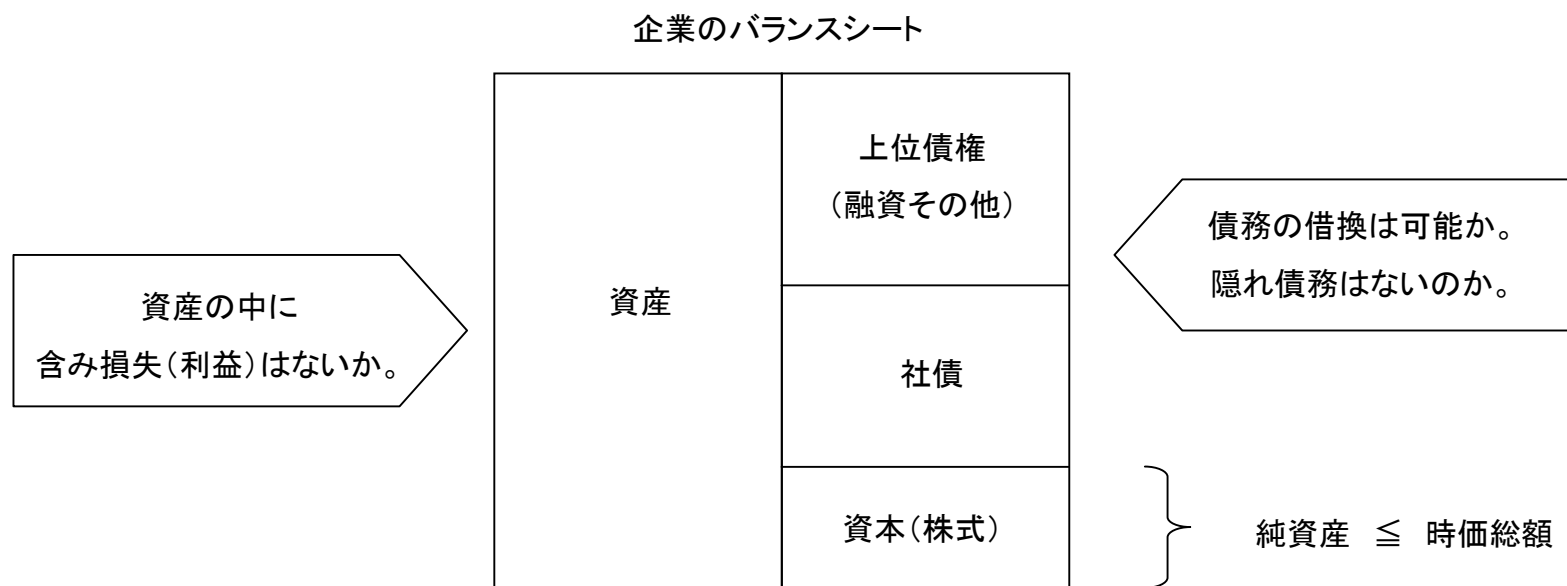 企業のバランスシート
資産の中に
含み損失（利益）はないか。
資産
上位債権
（融資その他）
社債
資本（株式）
債務の借換は可能か。
隠れ債務はないのか。
純資産 ≦ 時価総額